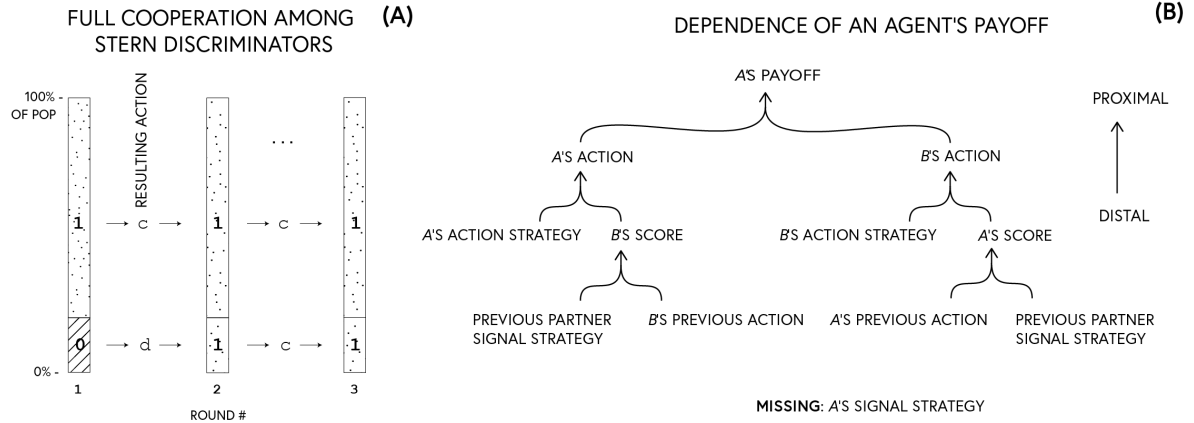 FULL COOPERATION AMONG
STERN DISCRIMINATORS
(A)
100% -
OF POP
0% -
RESULTING ACTION
...
1 → c → 1 → c → 1
0 → d → 1 → c → 1
1 2 3
ROUND #
(B)
DEPENDENCE OF AN AGENT'S PAYOFF
A'S PAYOFF
A'S ACTION
B'S ACTION
A'S ACTION STRATEGY
B'S SCORE
B'S ACTION STRATEGY
A'S SCORE
PREVIOUS PARTNER
SIGNAL STRATEGY
B'S PREVIOUS ACTION
A'S PREVIOUS ACTION
PREVIOUS PARTNER
SIGNAL STRATEGY
PROXIMAL
DISTAL
MISSING: A'S SIGNAL STRATEGY